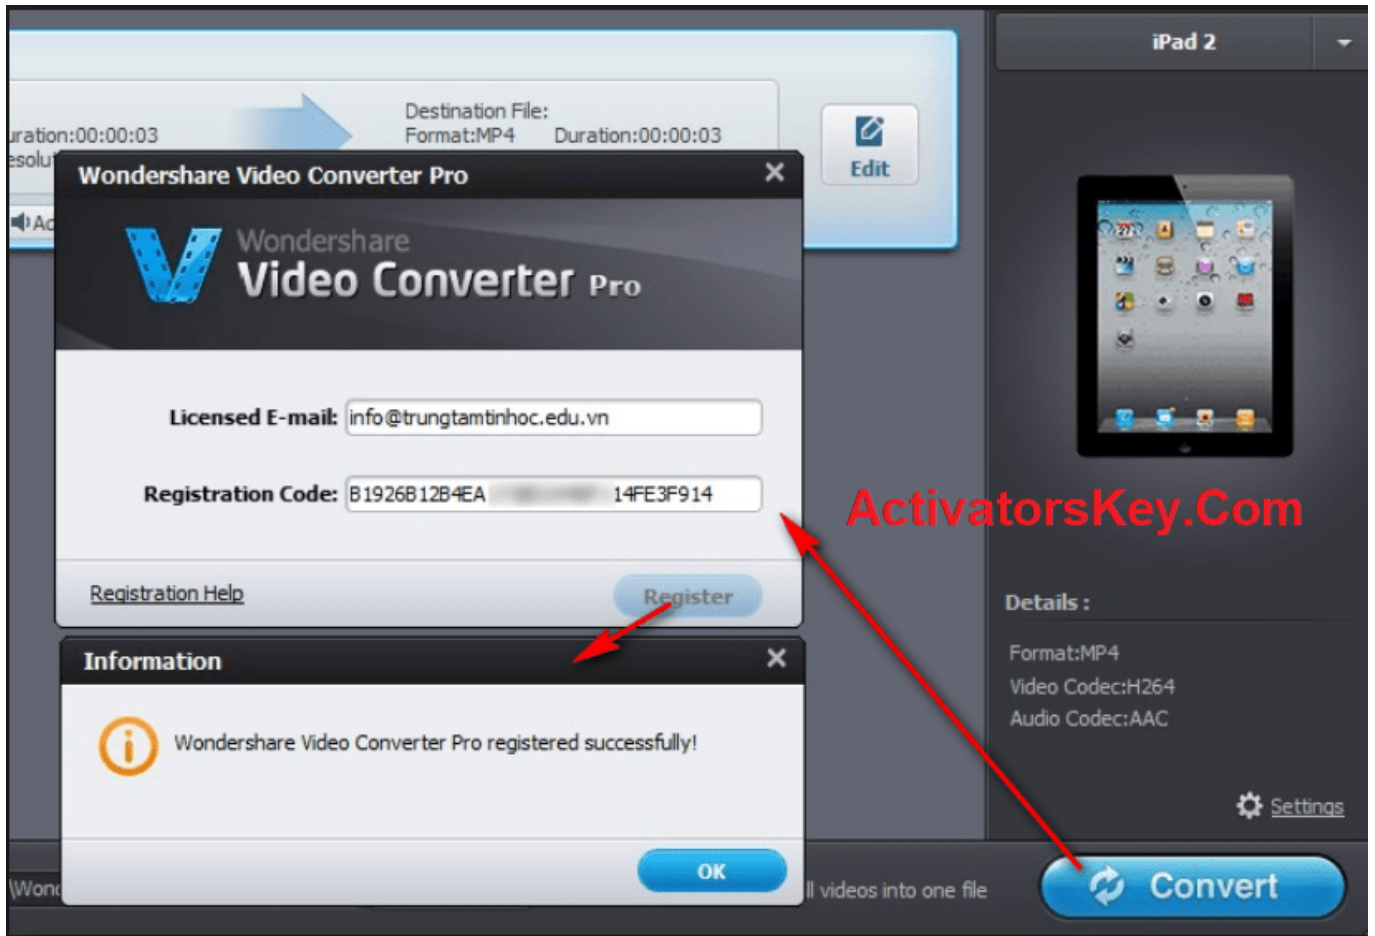 iPad 2
Destination File:
uration:00:00:03
Format:MP4 Duration:00:00:03
esolut
Edit
Wondershare Video Converter Pro
Ac
Wondershare
Video Converter Pro
Licensed E-mail: info@trungtamtinhoc.edu.vn
Registration Code: B1926B12B4EA 14FE3F914
ActivatorsKey.Com
Registration Help
Register
Details :
Information
Format:MP4
Video Codec:H264
Audio Codec:AAC
Wondershare Video Converter Pro registered successfully!
Settings
OK
\Wond
ll videos into one file
Convert